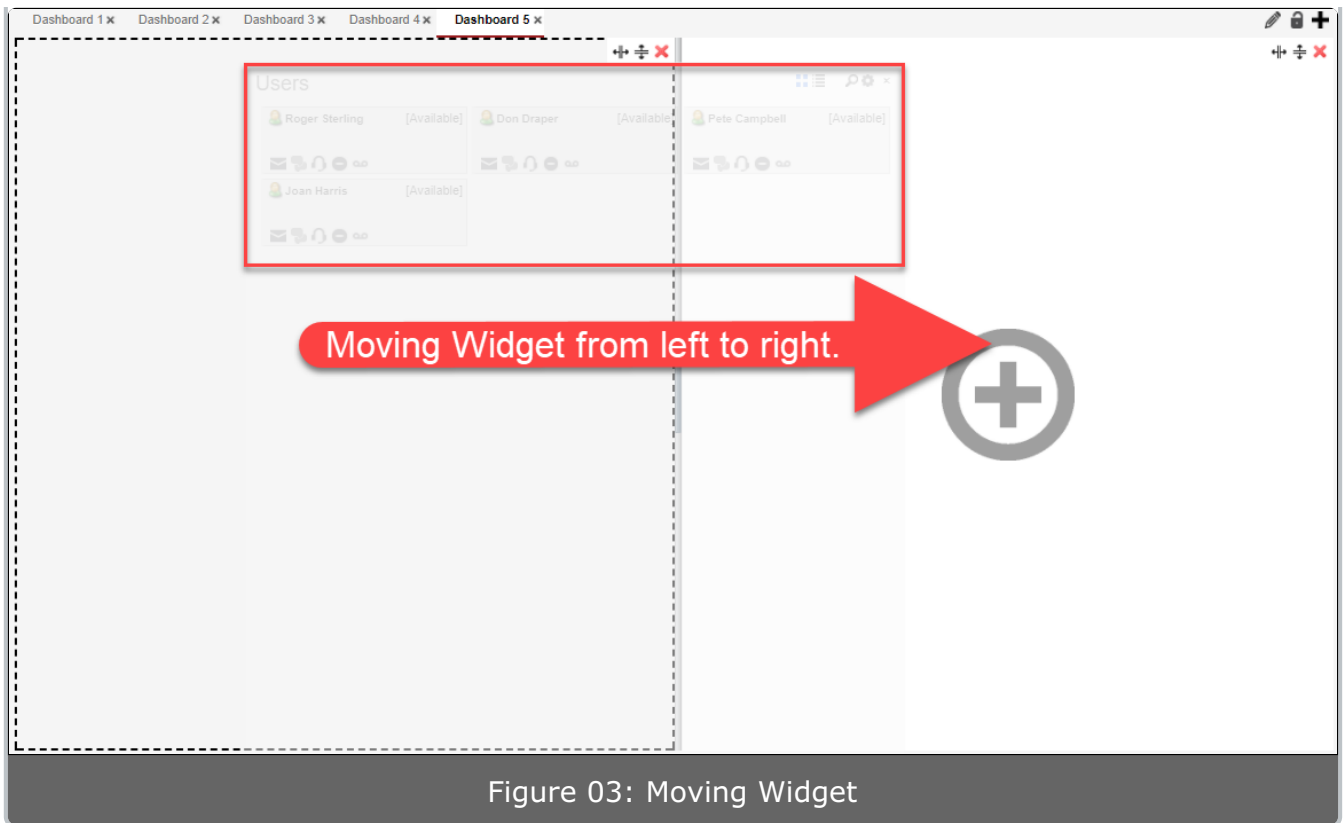 Dashboard 1 x Dashboard 2 x Dashboard 3 x Dashboard 4 x Dashboard 5 x
Users
Roger Sterling [Available] Don Draper [Available] Pete Campbell [Available]
Joan Harris [Available]
Moving Widget from left to right.
Figure 03: Moving Widget